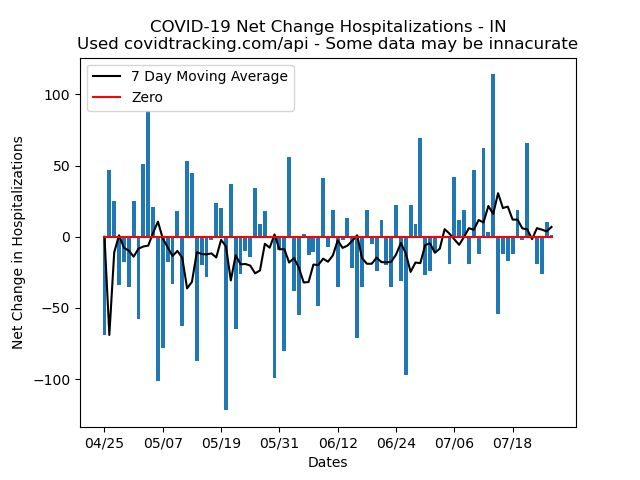 COVID-19 Net Change Hospitalizations - IN
Used covidtracking.com/api - Some data may be innacurate
7 Day Moving Average
Zero
Net Change in Hospitalizations
100
50
0
−50
−100
04/25 05/07 05/19 05/31 06/12 06/24 07/06 07/18
Dates